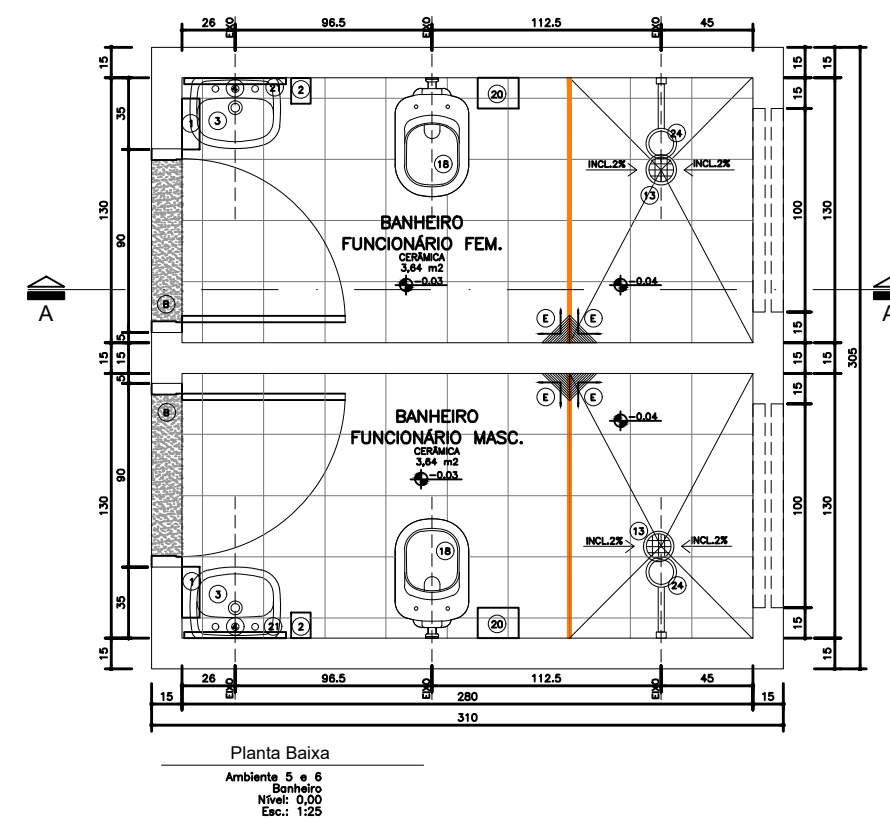 26 EIXO 96.5 EIXO 112.5 EIXO 45
15 15 15
35 1 3 4 21 2 18 20 24
INCL.2% INCL.2%
13
130 90 100 130
BANHEIRO
FUNCIONÁRIO FEM.
CERÂMICA
3,64 m2
-0.03 -0.04
A A
8
E E
5 15 15
15 15 15 305
5
E E
8
BANHEIRO
FUNCIONÁRIO MASC.
CERÂMICA
3,64 m2
-0.03 -0.04
130 90 100 130
13
INCL.2% INCL.2%
18
24
35 1 3 4 21 2 20
15 15 15
26 EIXO 96.5 EIXO 112.5 EIXO 45
15 280 15
310
Planta Baixa
Ambiente 5 e 6
Banheiro
Nível: 0,00
Esc.: 1:25